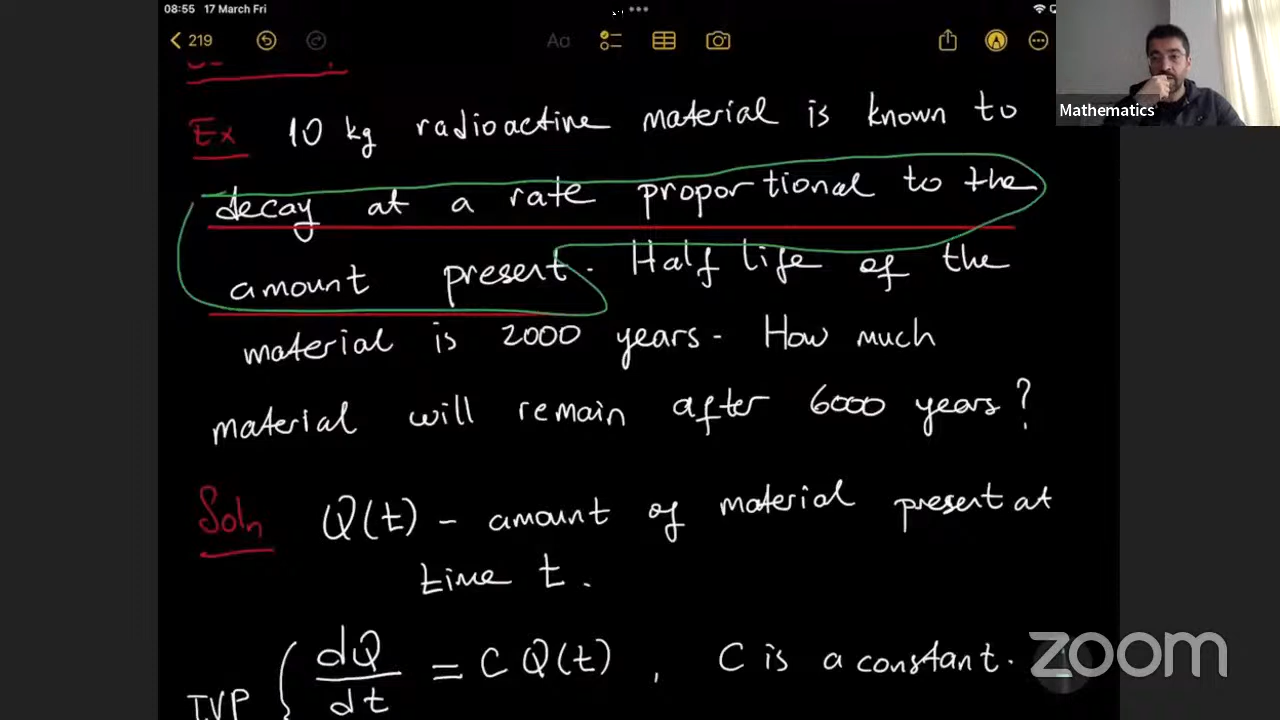 08:55 17 March Fri
219
Aa
Mathematics
Ex 10 kg radioactive material is known to
decay at a rate proportional to the
amount present. Half life of the
material is 2000 years. How much
material will remain after 6000 years?
Soln Q(t) - amount of material present at
time t.
IVP { dQ/dt = C Q(t), C is a constant.
zoom